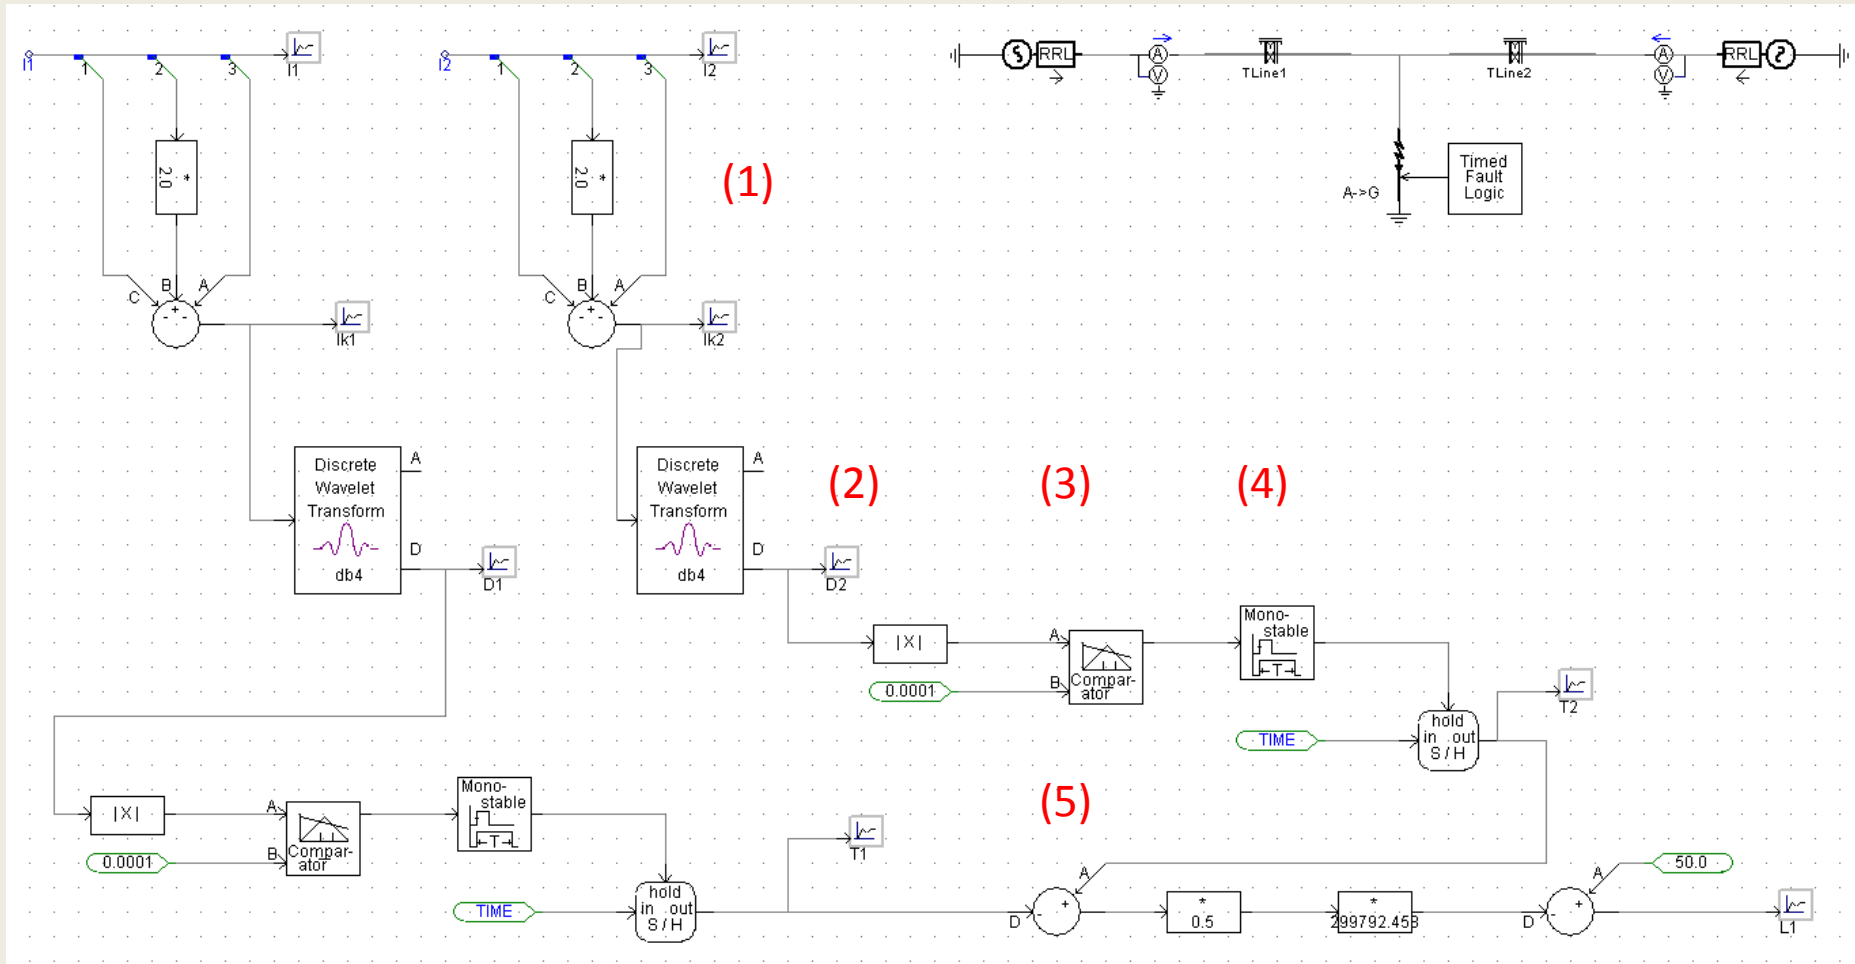 I1
1
2
3
I1
I2
1
2
3
I2
RRL
A
V
TLine1
TLine2
A
V
RRL
2.0 *
2.0 *
(1)
Timed
Fault
Logic
A->G
C
B
A
- + -
Ik1
C
B
A
- + -
Ik2
Discrete
Wavelet
Transform
db4
A
D
D1
Discrete
Wavelet
Transform
db4
A
D
D2
(2)
(3)
(4)
|X|
0.0001
A
B
Compar-
ator
Mono-
stable
T
TIME
hold
in out
S / H
T2
|X|
0.0001
A
B
Compar-
ator
Mono-
stable
T
TIME
hold
in out
S / H
T1
(5)
A
D
- +
*
0.5
*
299792.458
50.0
A
D
- +
L1